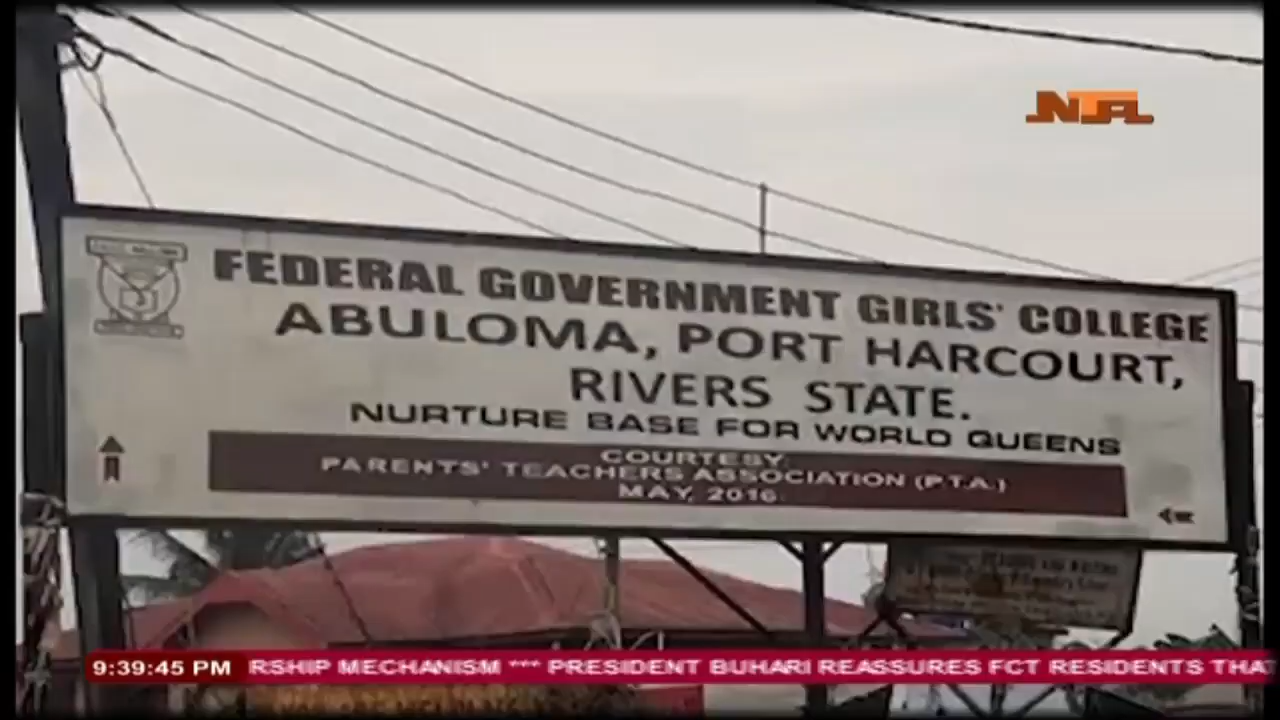 NTA
FEDERAL GOVERNMENT GIRLS' COLLEGE
ABULOMA, PORT HARCOURT,
RIVERS STATE.
NURTURE BASE FOR WORLD QUEENS
COURTESY:
PARENTS' TEACHERS ASSOCIATION (P.T.A.)
MAY, 2016
9:39:45 PM RSHIP MECHANISM *** PRESIDENT BUHARI REASSURES FCT RESIDENTS THAT